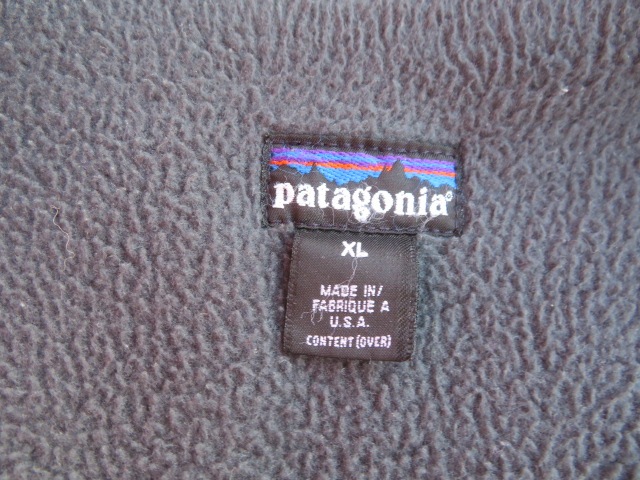 patagonia®
XL
MADE IN/
FABRIQUE A
U.S.A.
CONTENT (OVER)